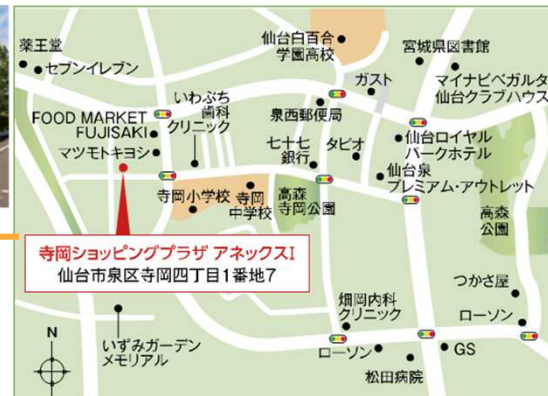 仙台白百合
学園高校
宮城県図書館
薬王堂
セブンイレブン
ガスト
マイナビベガルタ
仙台クラブハウス
いわぶち
歯科
クリニック
泉西郵便局
FOOD MARKET
FUJISAKI
マツモトキヨシ
七十七
銀行
タピオ
仙台ロイヤル
パークホテル
仙台泉
プレミアム・アウトレット
寺岡小学校
寺岡
中学校
高森
寺岡公園
高森
公園
寺岡ショッピングプラザ アネックスI
仙台市泉区寺岡四丁目1番地7
つかさ屋
畑岡内科
クリニック
ローソン
N
いずみガーデン
メモリアル
ローソン
GS
松田病院